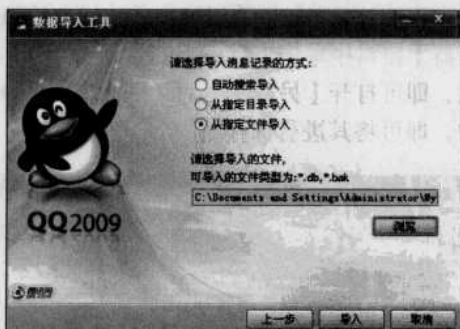 数据导入工具
请选择导入消息记录的方式:
自动搜索导入
从指定目录导入
从指定文件导入
请选择导入的文件,
可导入的文件类型为:*.db,*.bak
C:\Documents and Settings\Administrator\My
浏览
QQ2009
腾讯
上一步
导入
取消